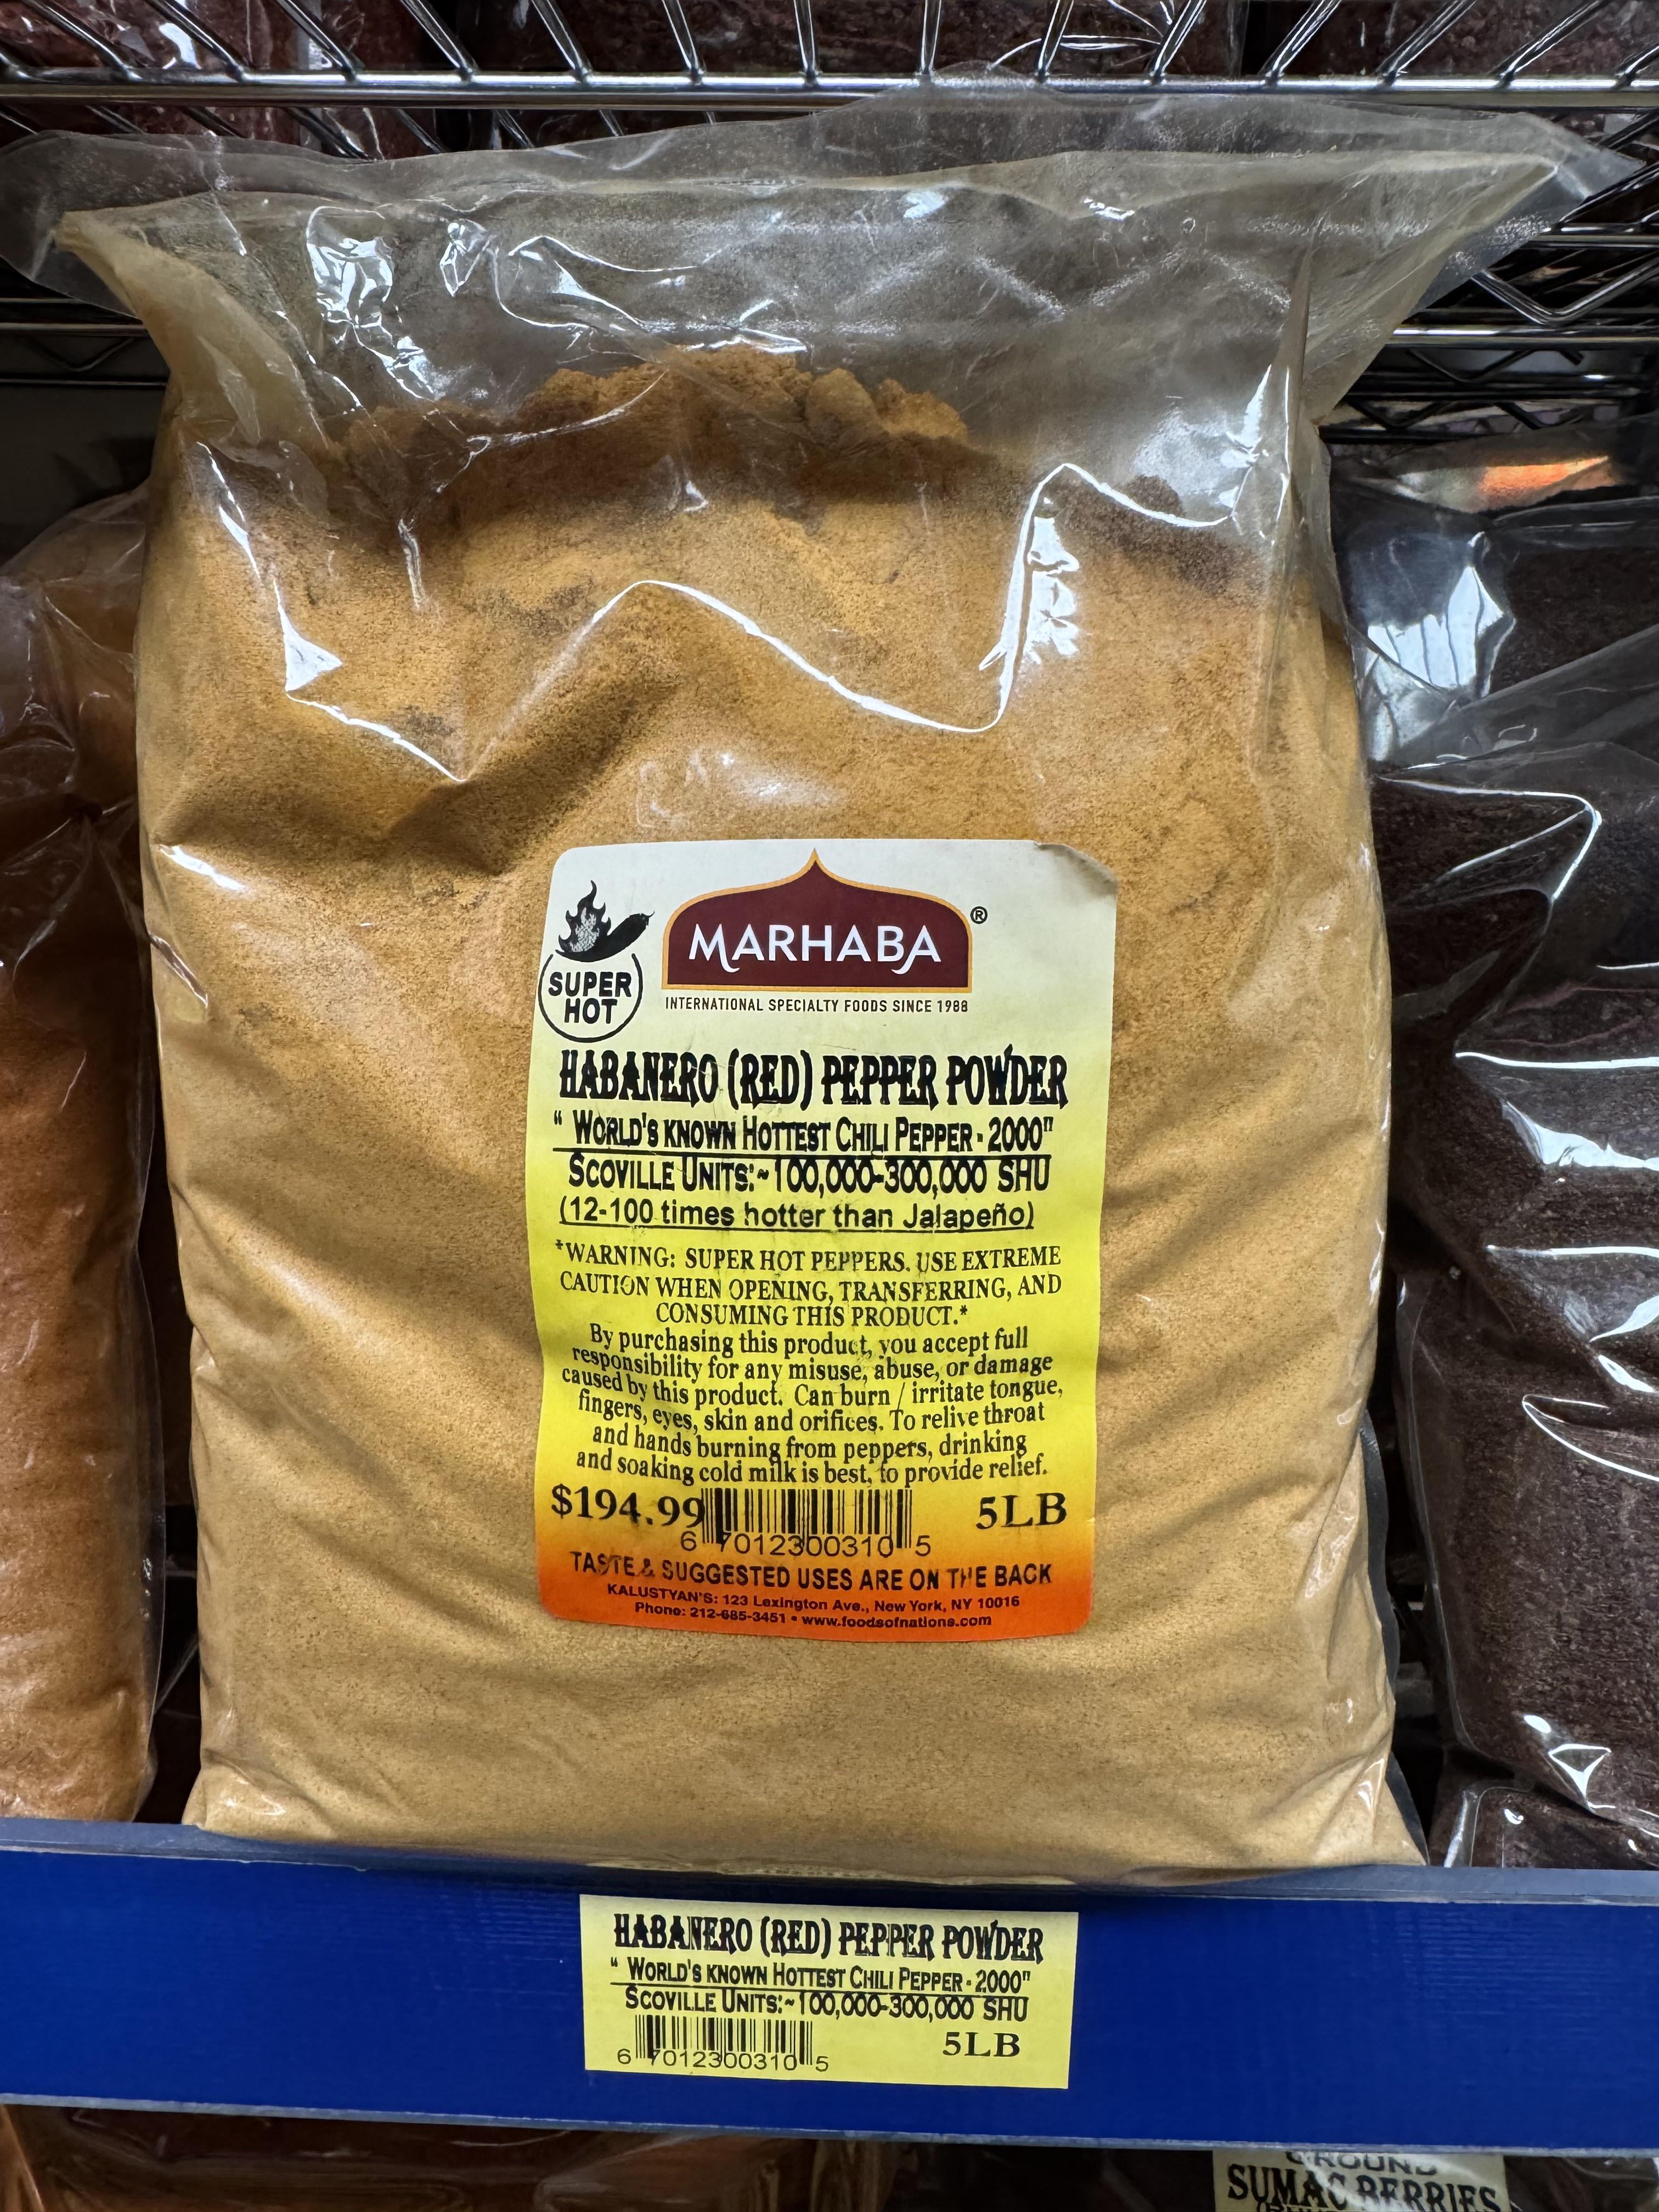 SUPER
HOT
MARHABA®
INTERNATIONAL SPECIALTY FOODS SINCE 1988
HABANERO (RED) PEPPER POWDER
" WORLD'S KNOWN HOTTEST CHILI PEPPER - 2000"
SCOVILLE UNITS:~100,000-300,000 SHU
(12-100 times hotter than Jalapeño)
*WARNING: SUPER HOT PEPPERS. USE EXTREME
CAUTION WHEN OPENING, TRANSFERRING, AND
CONSUMING THIS PRODUCT.*
By purchasing this product, you accept full
responsibility for any misuse, abuse, or damage
caused by this product. Can burn / irritate tongue,
fingers, eyes, skin and orifices. To relive throat
and hands burning from peppers, drinking
and soaking cold milk is best, to provide relief.
$194.99
5LB
6 7012300310 5
TASTE & SUGGESTED USES ARE ON THE BACK
KALUSTYAN'S: 123 Lexington Ave., New York, NY 10016
Phone: 212-685-3451 • www.foodsofnations.com
HABANERO (RED) PEPPER POWDER
" WORLD'S KNOWN HOTTEST CHILI PEPPER - 2000"
SCOVILLE UNITS:~100,000-300,000 SHU
5LB
6 7012300310 5
GROUND
SUMAC BERRIES